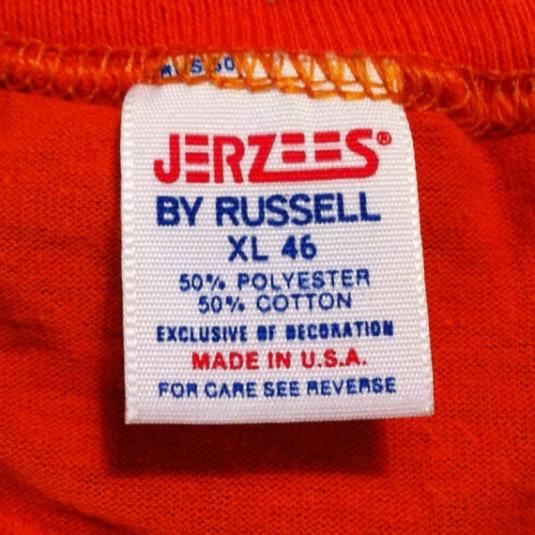 JERZEES®
BY RUSSELL
XL 46
50% POLYESTER
50% COTTON
EXCLUSIVE OF DECORATION
MADE IN U.S.A.
FOR CARE SEE REVERSE